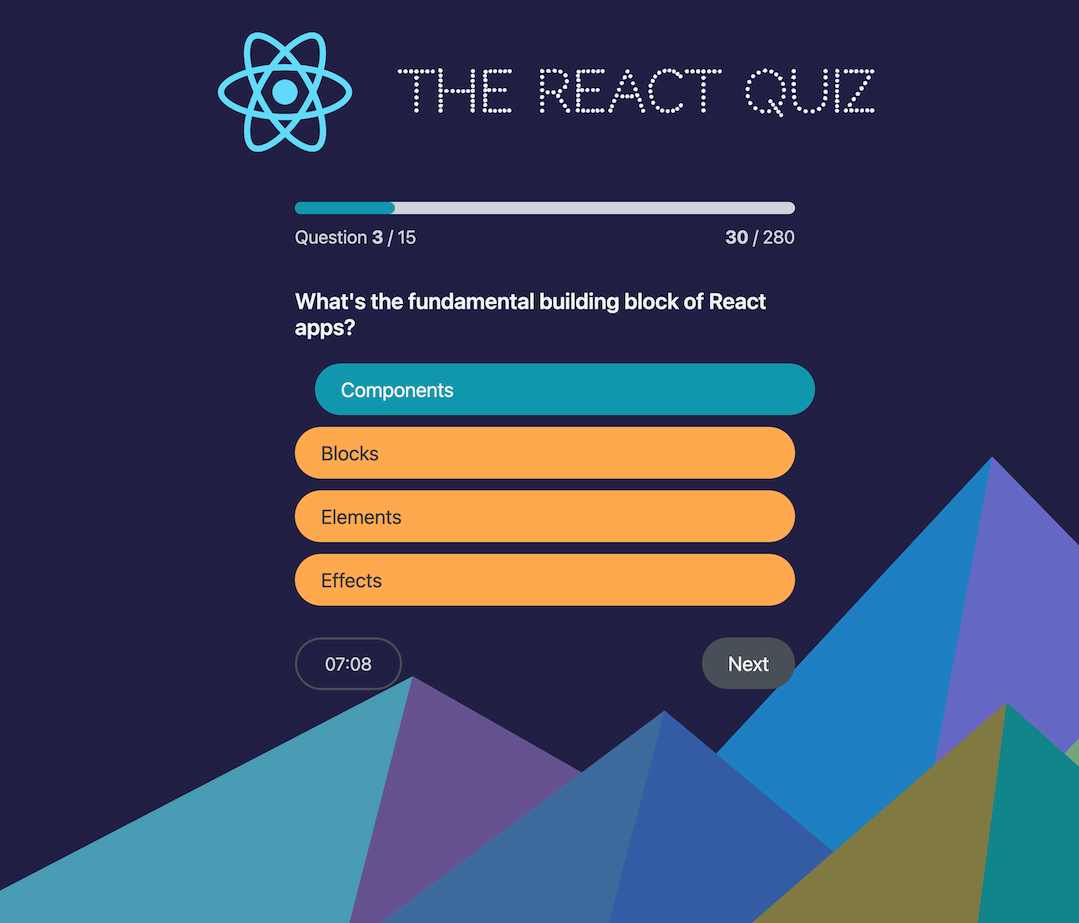 THE REACT QUIZ
Question 3 / 15
30 / 280
What's the fundamental building block of React
apps?
Components
Blocks
Elements
Effects
07:08
Next